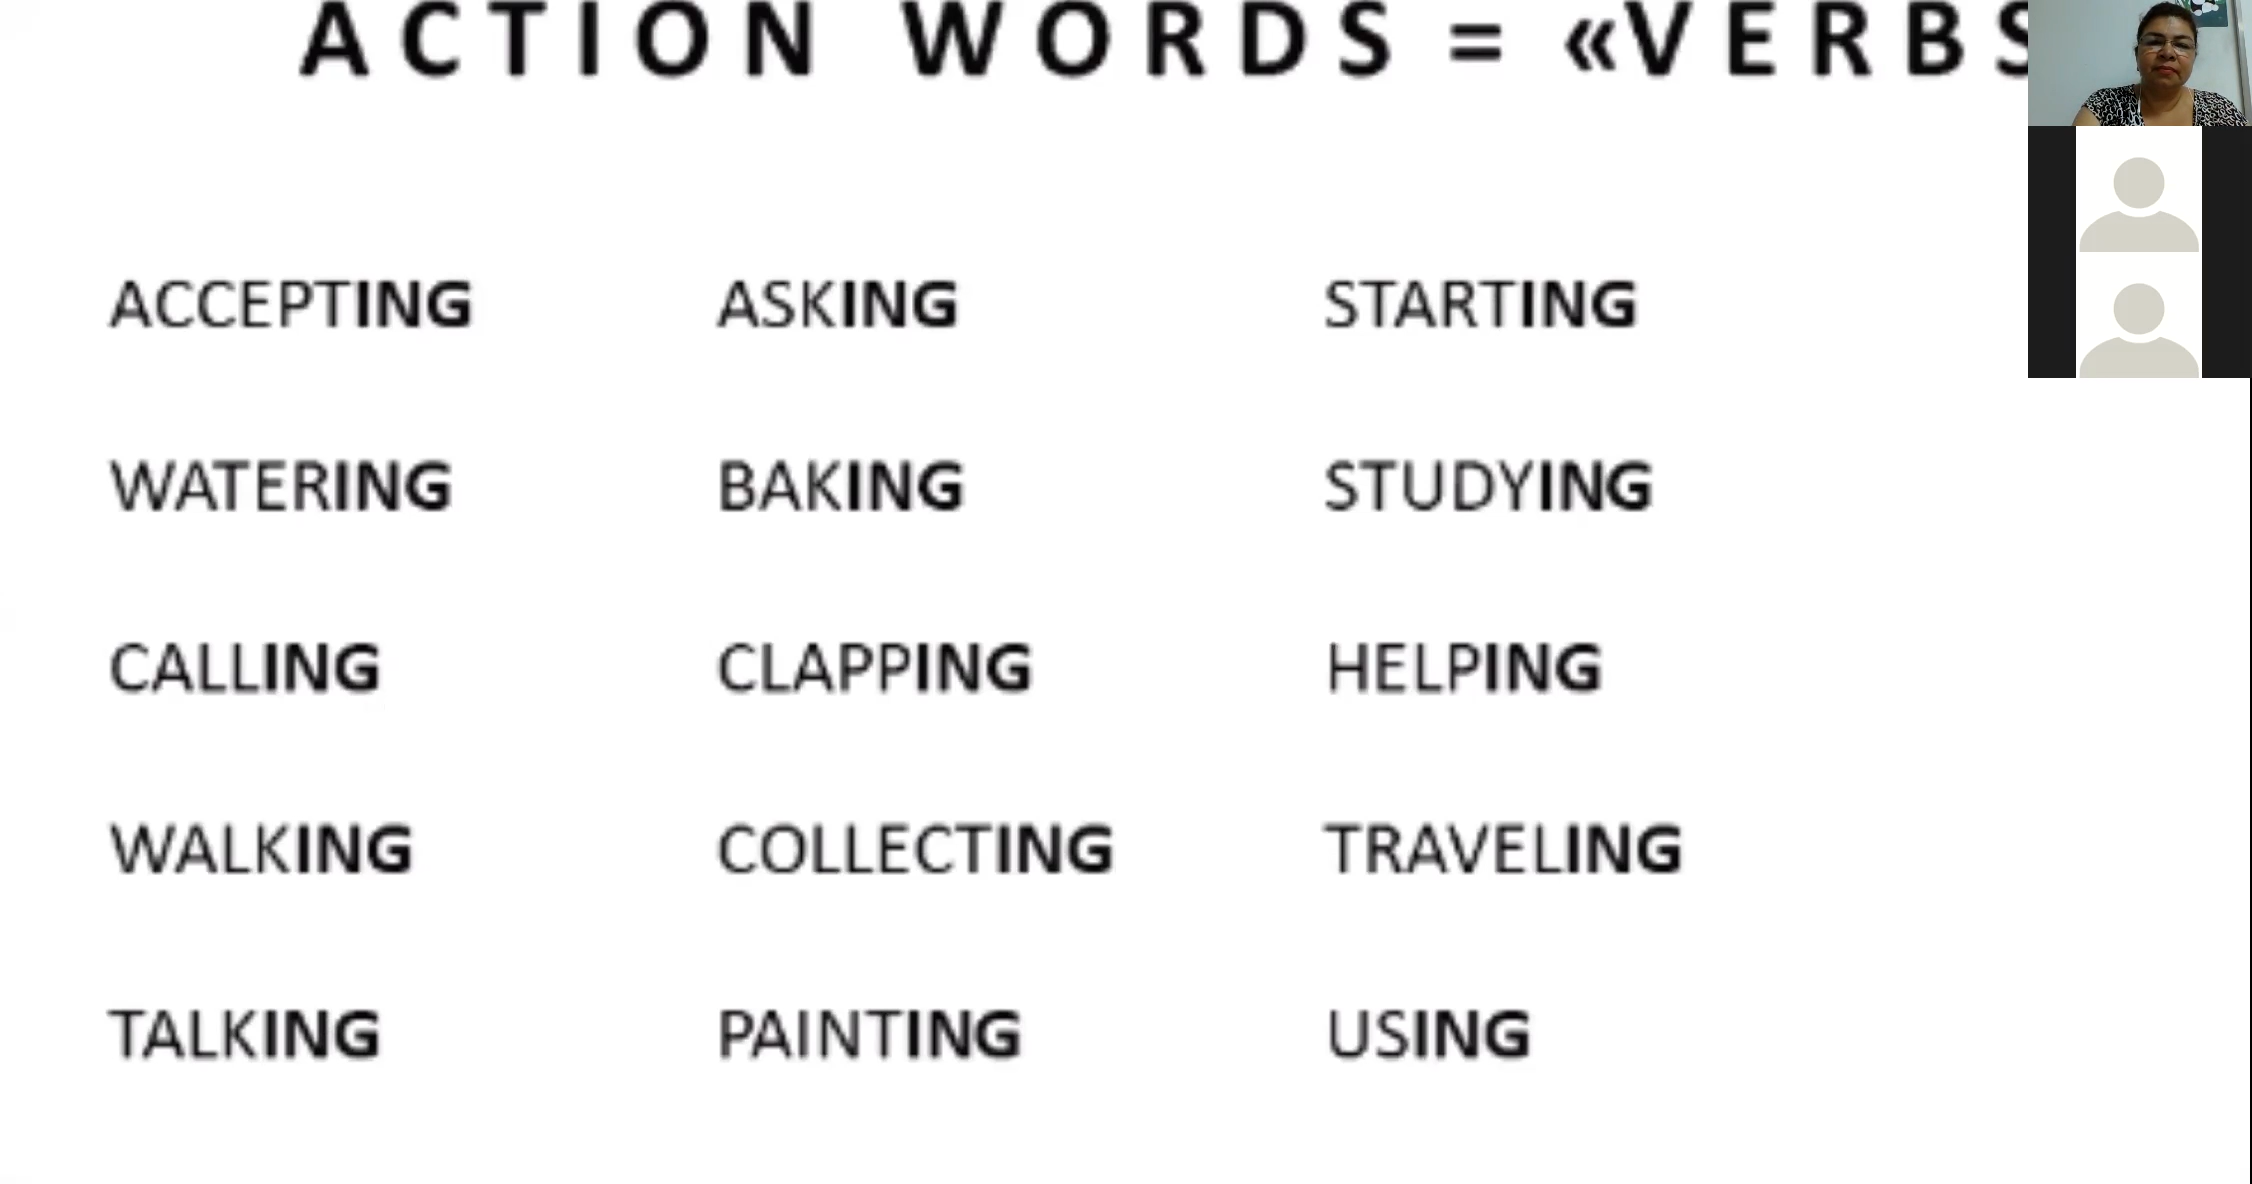 ACTION WORDS = «VERBS
ACCEPTING ASKING STARTING
WATERING BAKING STUDYING
CALLING CLAPPING HELPING
WALKING COLLECTING TRAVELING
TALKING PAINTING USING